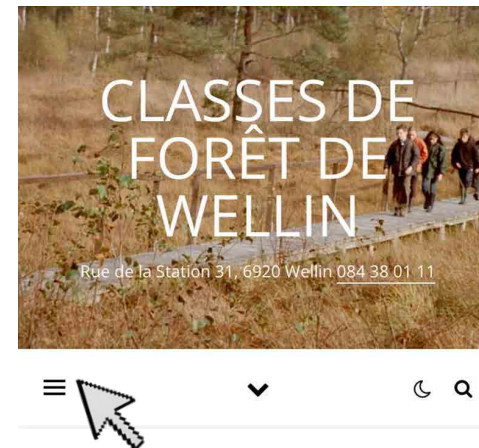 CLASSES DE
FORÊT DE
WELLIN
Rue de la Station 31, 6920 Wellin 084 38 01 11